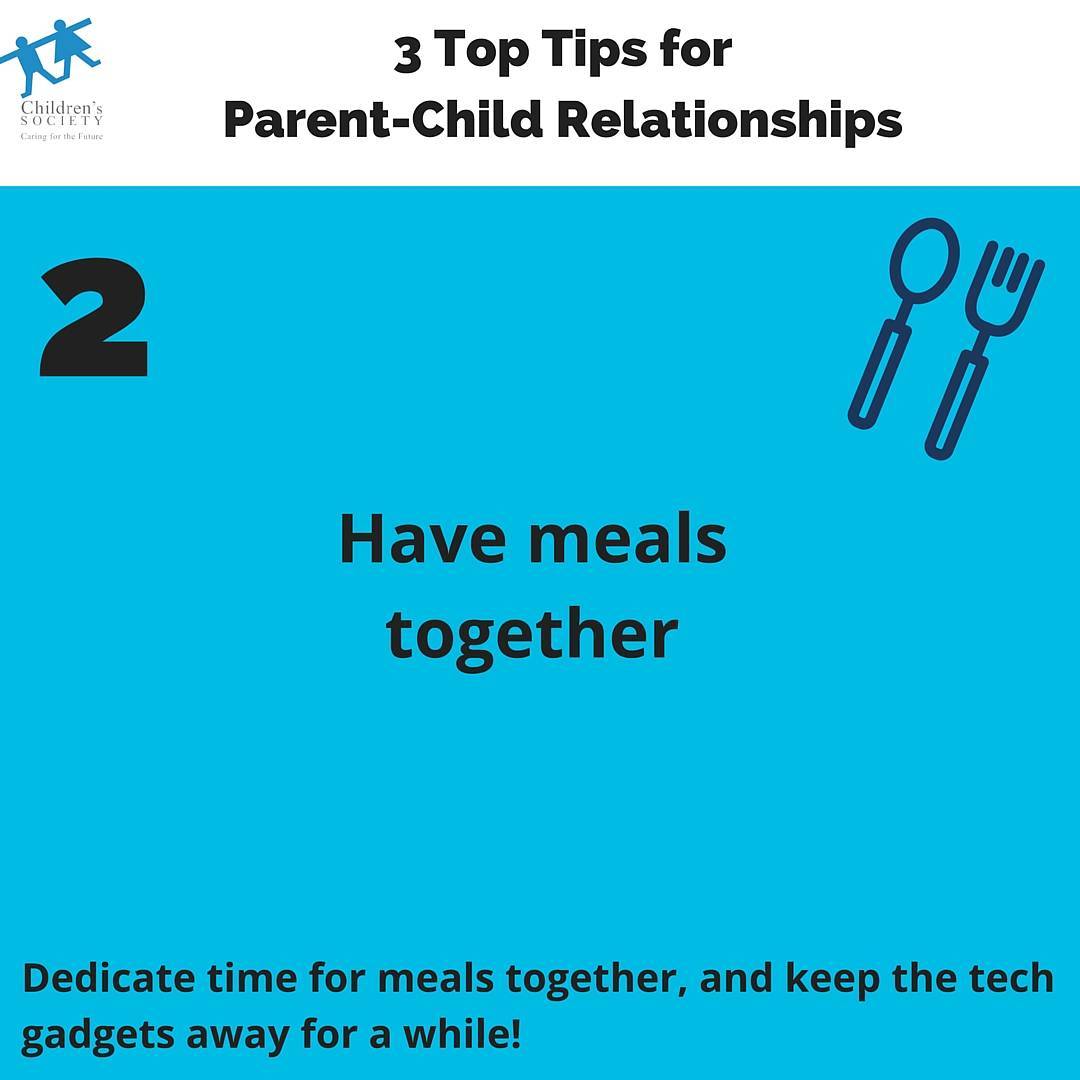 Children's
SOCIETY
Caring for the Future
3 Top Tips for
Parent-Child Relationships
2
Have meals
together
Dedicate time for meals together, and keep the tech
gadgets away for a while!